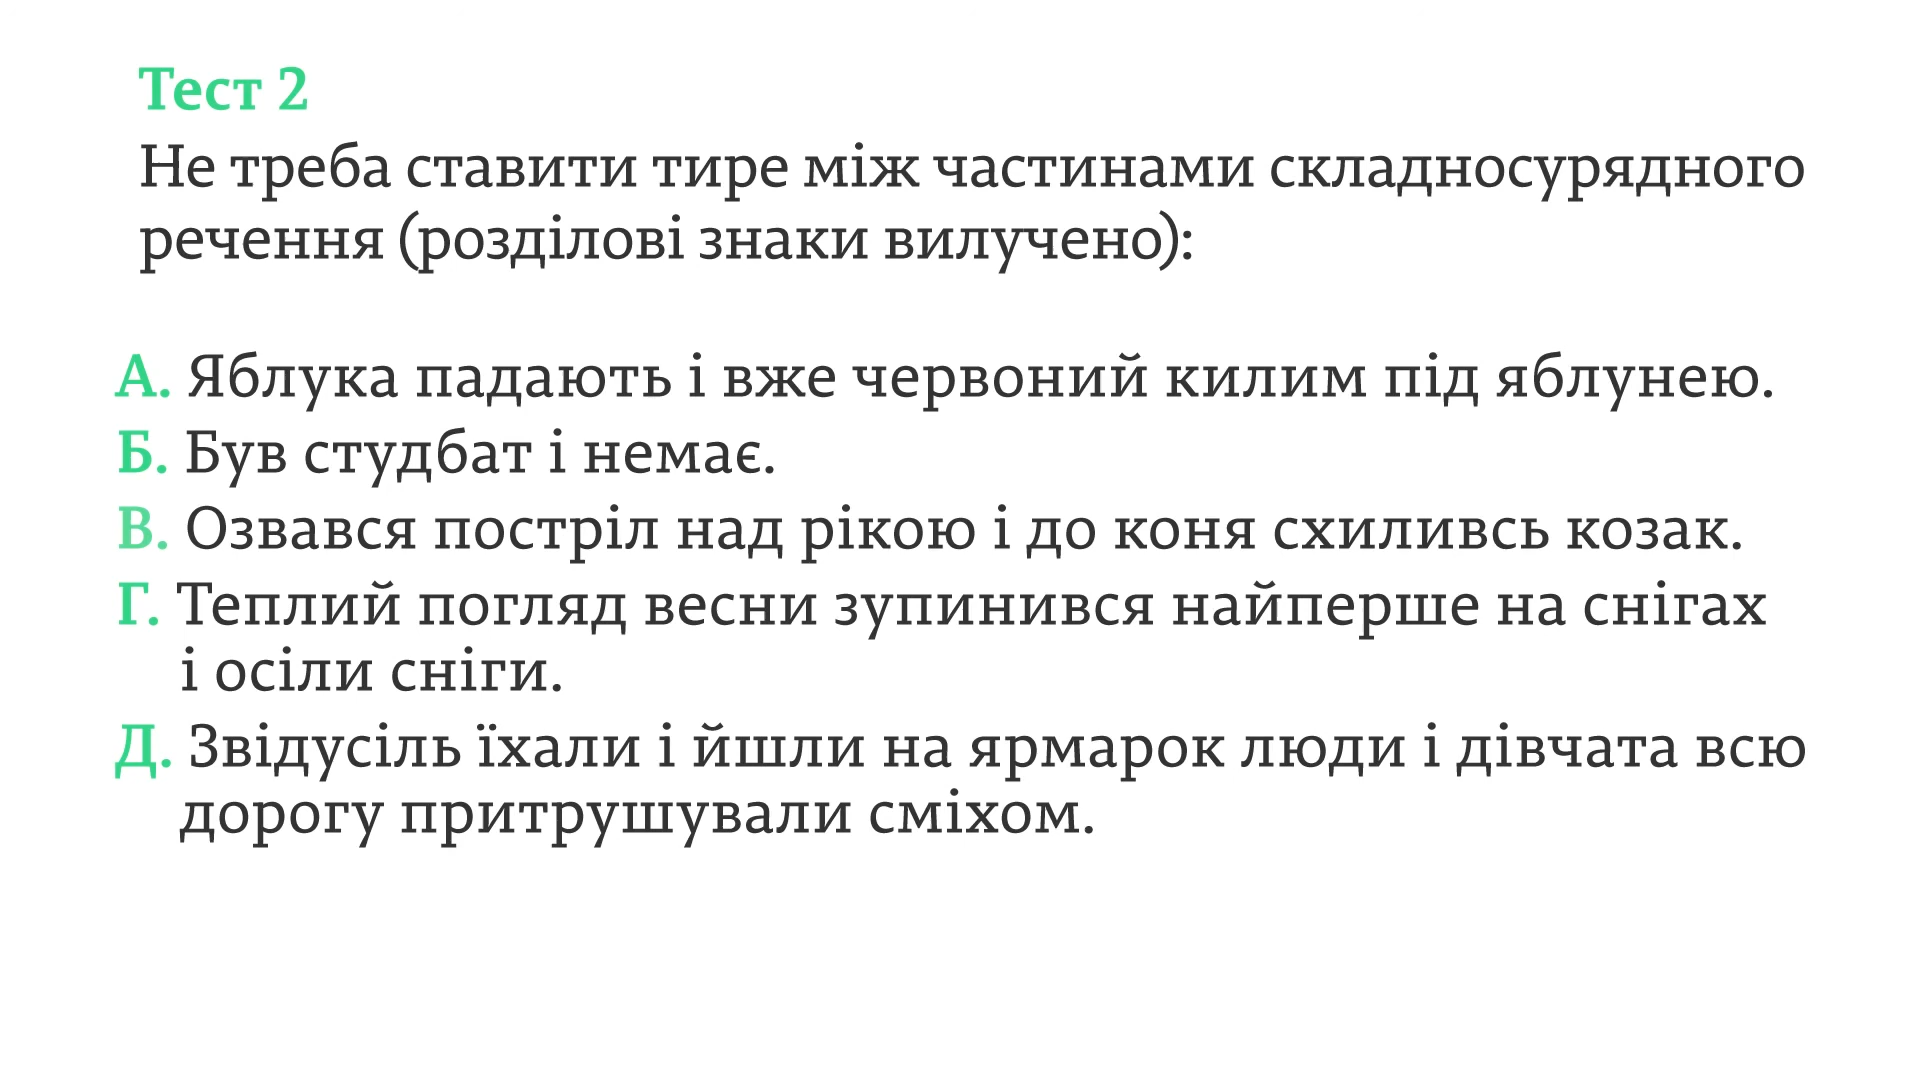 Тест 2
Не треба ставити тире між частинами складносурядного
речення (розділові знаки вилучено):
А. Яблука падають і вже червоний килим під яблунею.
Б. Був студбат і немає.
В. Озвався постріл над рікою і до коня схиливсь козак.
Г. Теплий погляд весни зупинився найперше на снігах
і осіли сніги.
Д. Звідусіль їхали і йшли на ярмарок люди і дівчата всю
дорогу притрушували сміхом.